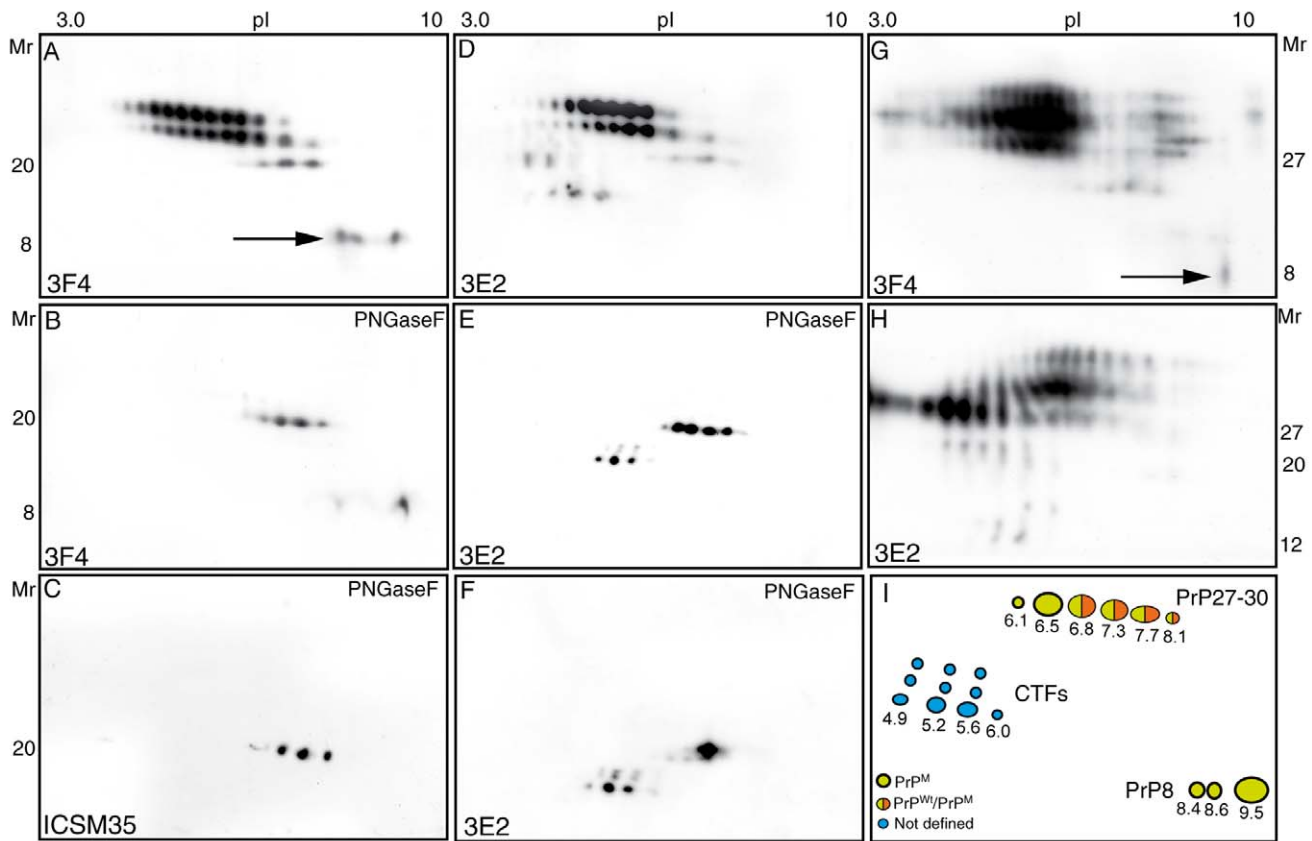 3.0 pI 10 3.0 pI 10 3.0 pI 10
Mr A D G Mr
20
8
27
8
3F4 3E2 3F4
Mr B PNGaseF E PNGaseF H Mr
20
8
27
20
12
3F4 3E2 3E2
Mr C PNGaseF F PNGaseF I PrP27-30
6.1 6.5 6.8 7.3 7.7 8.1
CTFs
20
4.9 5.2 5.6 6.0
PrP^M
PrP^Wt/PrP^M
Not defined
PrP8
8.4 8.6 9.5
ICSM35 3E2